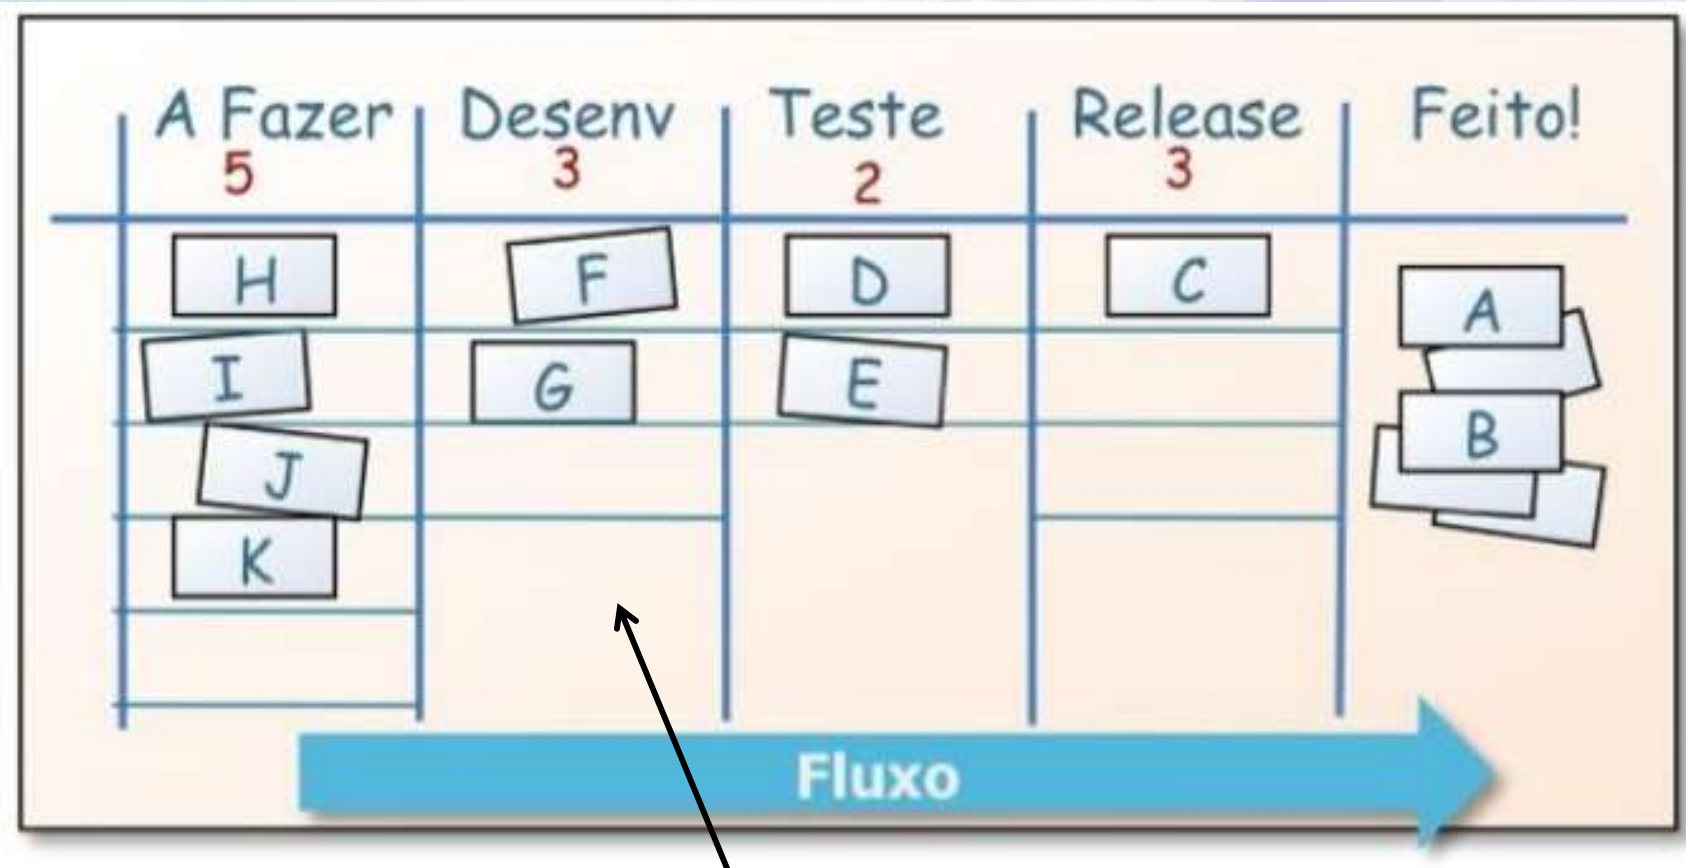 A Fazer Desenv Teste Release Feito!
5 3 2 3
H F D C A
I G E B
J
K
Fluxo